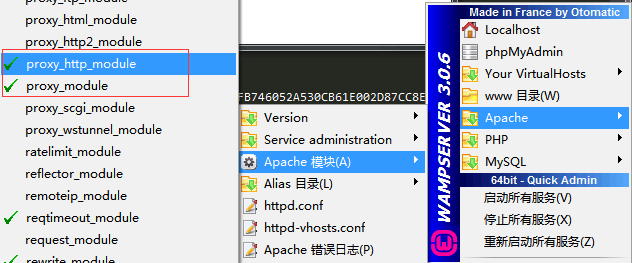 proxy_html_module
proxy_http2_module
proxy_http_module
proxy_module
proxy_scgi_module
proxy_wstunnel_module
ratelimit_module
reflector_module
remoteip_module
reqtimeout_module
request_module
rewrite_module
FB746052A530CB61E002D87CC8E
Version
Service administration
Apache 模块(A)
Alias 目录(L)
httpd.conf
httpd-vhosts.conf
Apache 错误日志(P)
WAMPSERVER 3.0.6
Made in France by Otomatic
Localhost
phpMyAdmin
Your VirtualHosts
www 目录(W)
Apache
PHP
MySQL
64bit - Quick Admin
启动所有服务(V)
停止所有服务(X)
重新启动所有服务(Z)